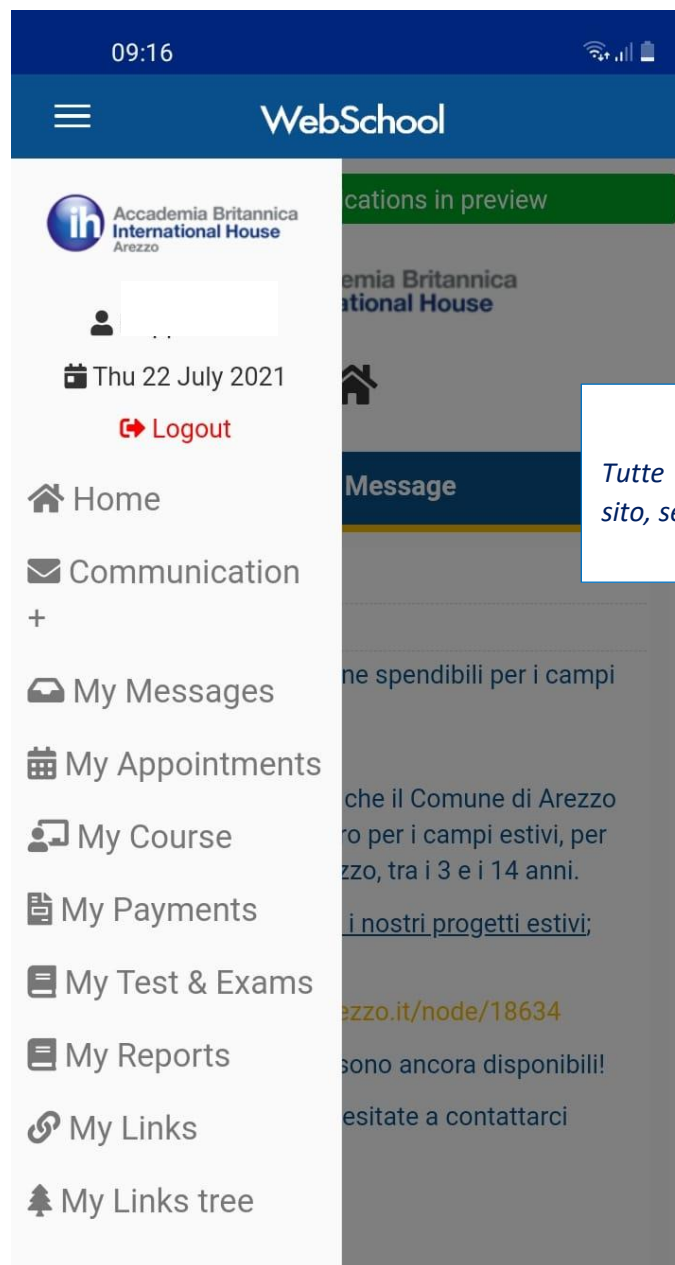 09:16
WebSchool
Accademia Britannica
International House
Arezzo
Thu 22 July 2021
Logout
Home
Communication
+
My Messages
My Appointments
My Course
My Payments
My Test & Exams
My Reports
My Links
My Links tree
cations in preview
emia Britannica
ational House
Message
ne spendibili per i campi
che il Comune di Arezzo
ro per i campi estivi, per
zzo, tra i 3 e i 14 anni.
i nostri progetti estivi;
ezzo.it/node/18634
sono ancora disponibili!
esitate a contattarci
Tutte
sito, se